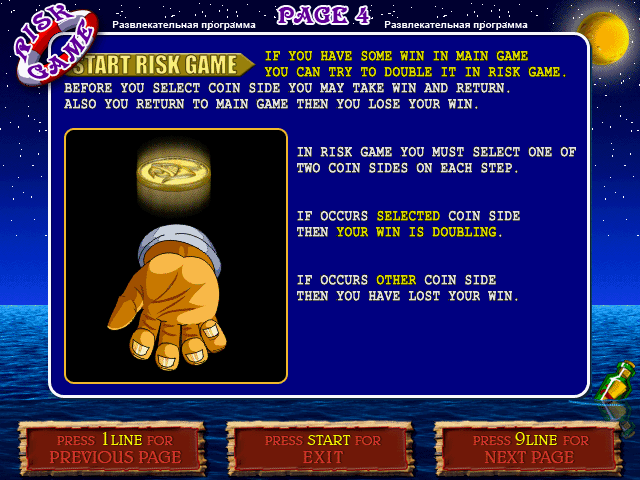 RISK
GAME
Развлекательная программа
PAGE 4
Развлекательная программа
START RISK GAME
IF YOU HAVE SOME WIN IN MAIN GAME
YOU CAN TRY TO DOUBLE IT IN RISK GAME.
BEFORE YOU SELECT COIN SIDE YOU MAY TAKE WIN AND RETURN.
ALSO YOU RETURN TO MAIN GAME THEN YOU LOSE YOUR WIN.
IN RISK GAME YOU MUST SELECT ONE OF
TWO COIN SIDES ON EACH STEP.
IF OCCURS SELECTED COIN SIDE
THEN YOUR WIN IS DOUBLING.
IF OCCURS OTHER COIN SIDE
THEN YOU HAVE LOST YOUR WIN.
PRESS 1LINE FOR
PREVIOUS PAGE
PRESS START FOR
EXIT
PRESS 9LINE FOR
NEXT PAGE